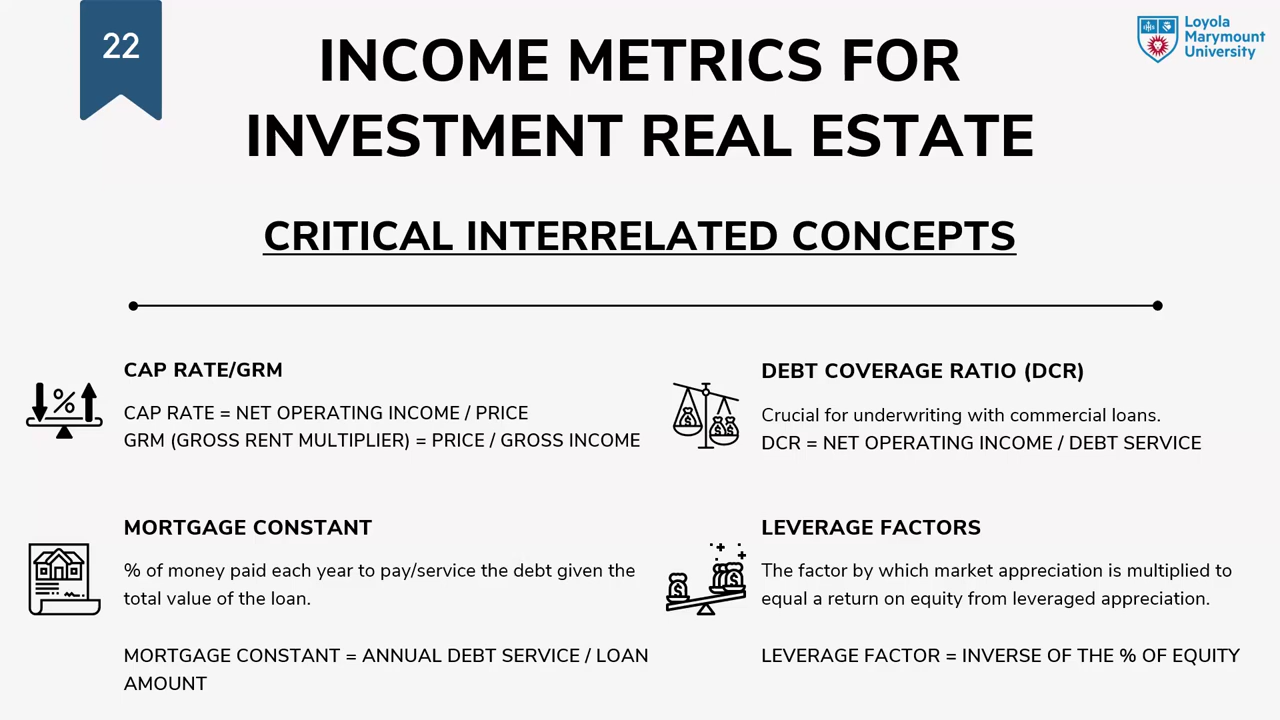 22
INCOME METRICS FOR
INVESTMENT REAL ESTATE
Loyola
Marymount
University
CRITICAL INTERRELATED CONCEPTS
CAP RATE/GRM
CAP RATE = NET OPERATING INCOME / PRICE
GRM (GROSS RENT MULTIPLIER) = PRICE / GROSS INCOME
DEBT COVERAGE RATIO (DCR)
Crucial for underwriting with commercial loans.
DCR = NET OPERATING INCOME / DEBT SERVICE
MORTGAGE CONSTANT
% of money paid each year to pay/service the debt given the
total value of the loan.
MORTGAGE CONSTANT = ANNUAL DEBT SERVICE / LOAN
AMOUNT
LEVERAGE FACTORS
The factor by which market appreciation is multiplied to
equal a return on equity from leveraged appreciation.
LEVERAGE FACTOR = INVERSE OF THE % OF EQUITY